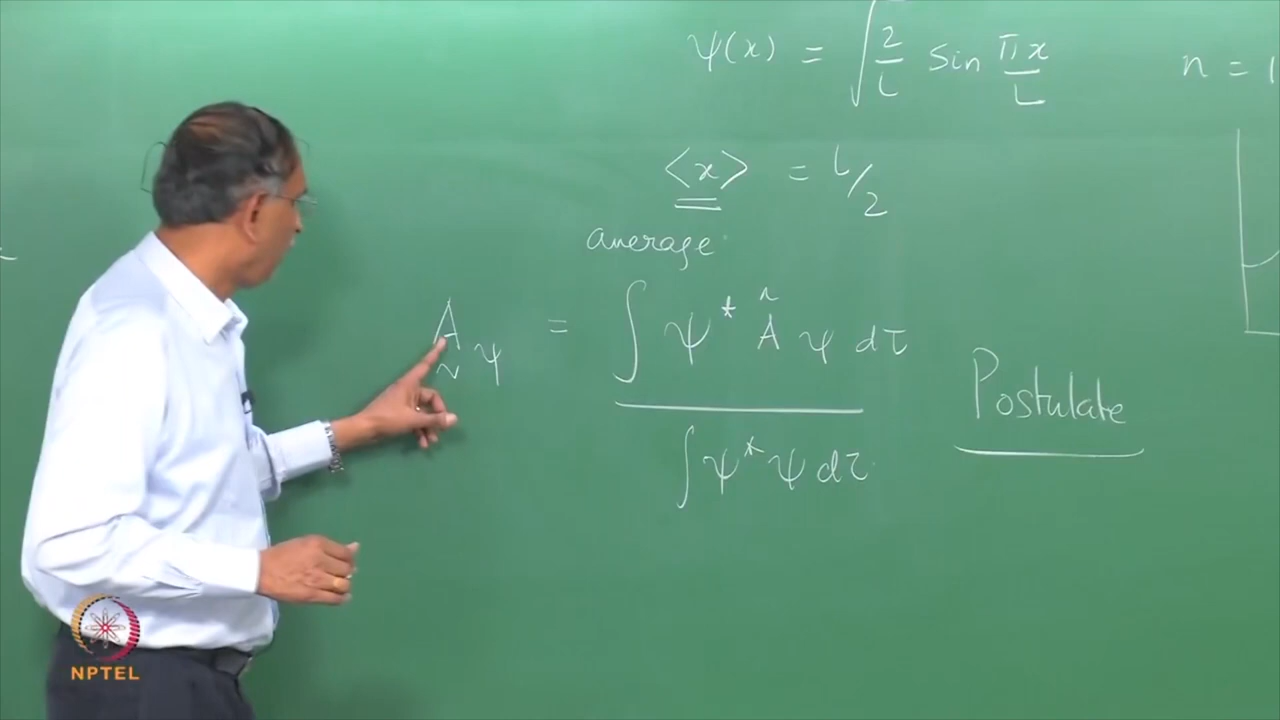 ψ(x) = √(2/L) sin πx/L n = 1
<x> = L/2
average
A ψ = ∫ ψ* Â ψ dτ / ∫ ψ* ψ dτ
Postulate
NPTEL